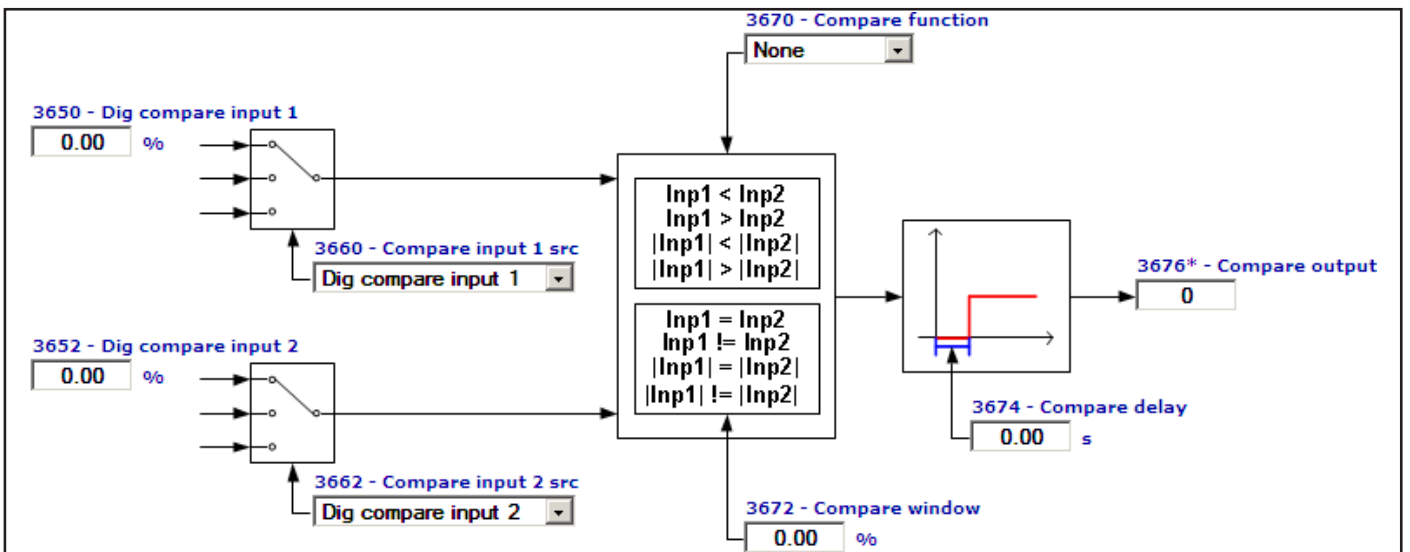 3670 - Compare function
None
3650 - Dig compare input 1
0.00 %
3660 - Compare input 1 src
Dig compare input 1
Inp1 < Inp2
Inp1 > Inp2
|Inp1| < |Inp2|
|Inp1| > |Inp2|
Inp1 = Inp2
Inp1 != Inp2
|Inp1| = |Inp2|
|Inp1| != |Inp2|
3676* - Compare output
0
3652 - Dig compare input 2
0.00 %
3674 - Compare delay
0.00 s
3662 - Compare input 2 src
Dig compare input 2
3672 - Compare window
0.00 %